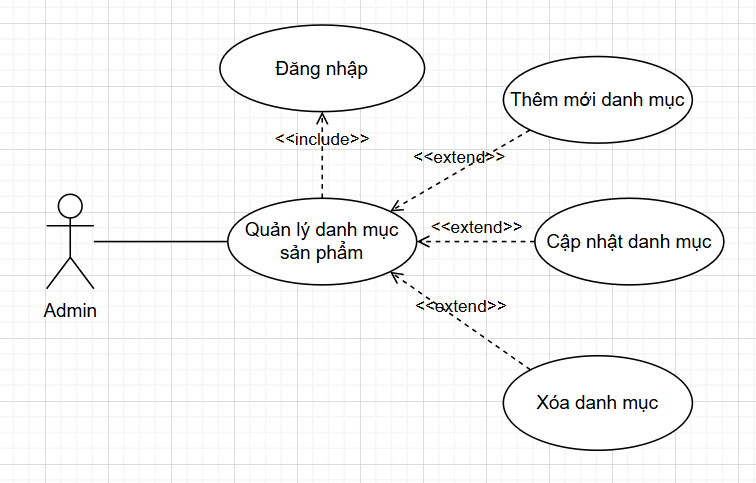 Đăng nhập
<<include>>
Thêm mới danh mục
<<extend>>
Quản lý danh mục
sản phẩm
<<extend>>
Cập nhật danh mục
Admin
<<extend>>
Xóa danh mục